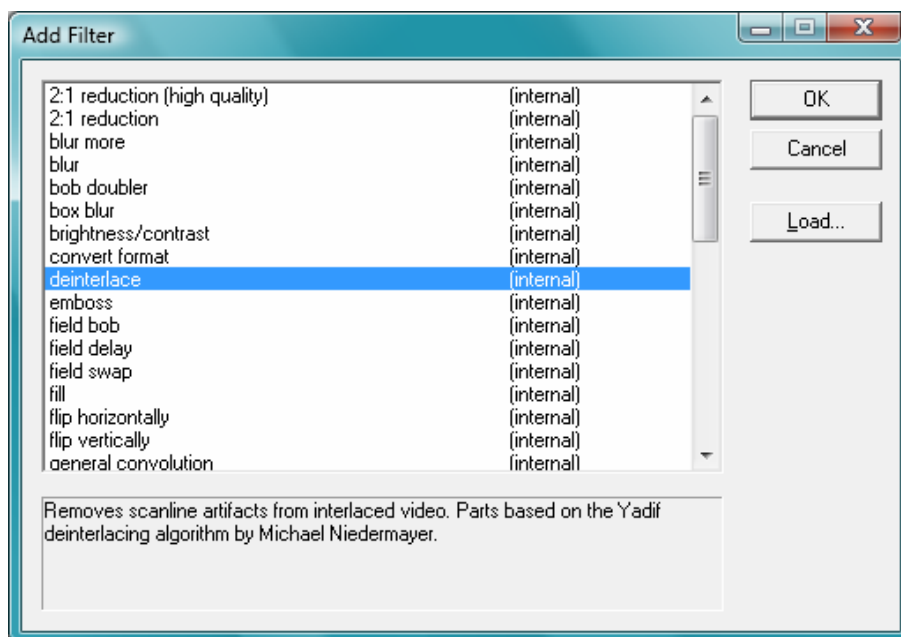 Add Filter
2:1 reduction (high quality) (internal)
2:1 reduction (internal)
blur more (internal)
blur (internal)
bob doubler (internal)
box blur (internal)
brightness/contrast (internal)
convert format (internal)
deinterlace (internal)
emboss (internal)
field bob (internal)
field delay (internal)
field swap (internal)
fill (internal)
flip horizontally (internal)
flip vertically (internal)
general convolution (internal)
OK
Cancel
Load...
Removes scanline artifacts from interlaced video. Parts based on the Yadif
deinterlacing algorithm by Michael Niedermayer.